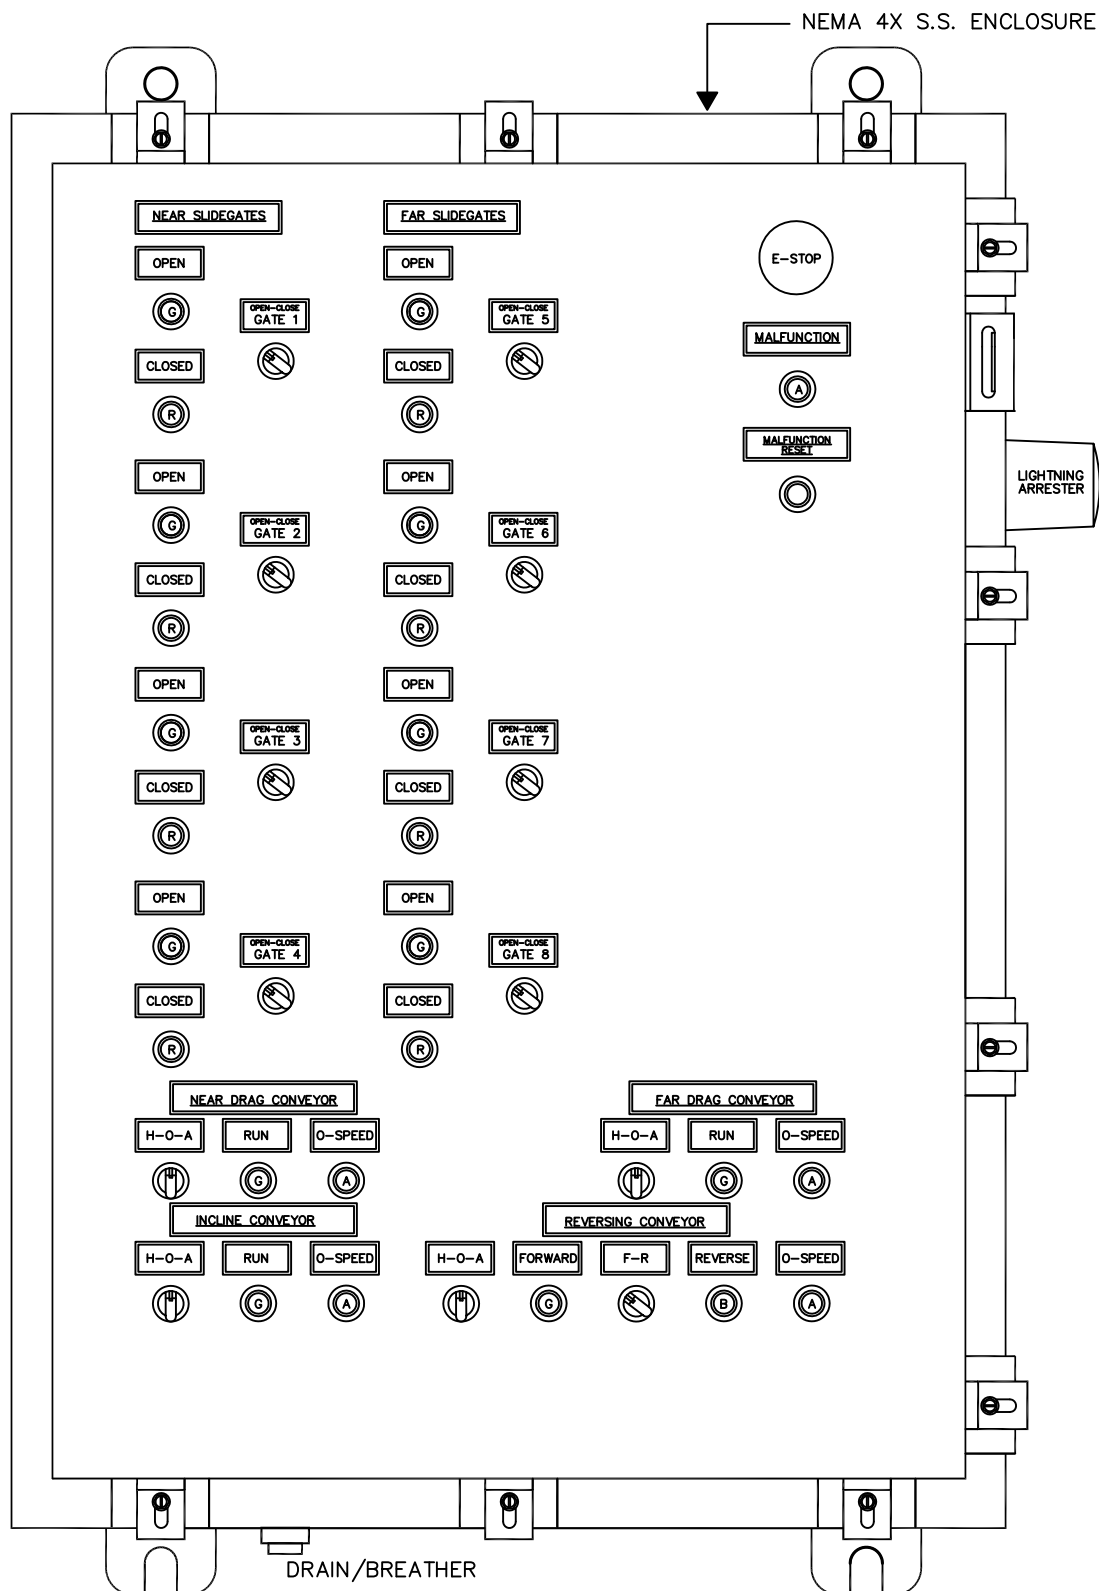 NEMA 4X S.S. ENCLOSURE
NEAR SLIDEGATES
FAR SLIDEGATES
OPEN
OPEN
E-STOP
G
OPEN-CLOSE
GATE 1
G
OPEN-CLOSE
GATE 5
MALFUNCTION
CLOSED
CLOSED
A
R
R
MALFUNCTION
RESET
OPEN
OPEN
LIGHTNING
ARRESTER
G
OPEN-CLOSE
GATE 2
G
OPEN-CLOSE
GATE 6
CLOSED
CLOSED
R
R
OPEN
OPEN
G
OPEN-CLOSE
GATE 3
G
OPEN-CLOSE
GATE 7
CLOSED
CLOSED
R
R
OPEN
OPEN
G
OPEN-CLOSE
GATE 4
G
OPEN-CLOSE
GATE 8
CLOSED
CLOSED
R
R
NEAR DRAG CONVEYOR
FAR DRAG CONVEYOR
H-O-A
RUN
O-SPEED
H-O-A
RUN
O-SPEED
G
A
G
A
INCLINE CONVEYOR
REVERSING CONVEYOR
H-O-A
RUN
O-SPEED
H-O-A
FORWARD
F-R
REVERSE
O-SPEED
G
A
G
B
A
DRAIN/BREATHER